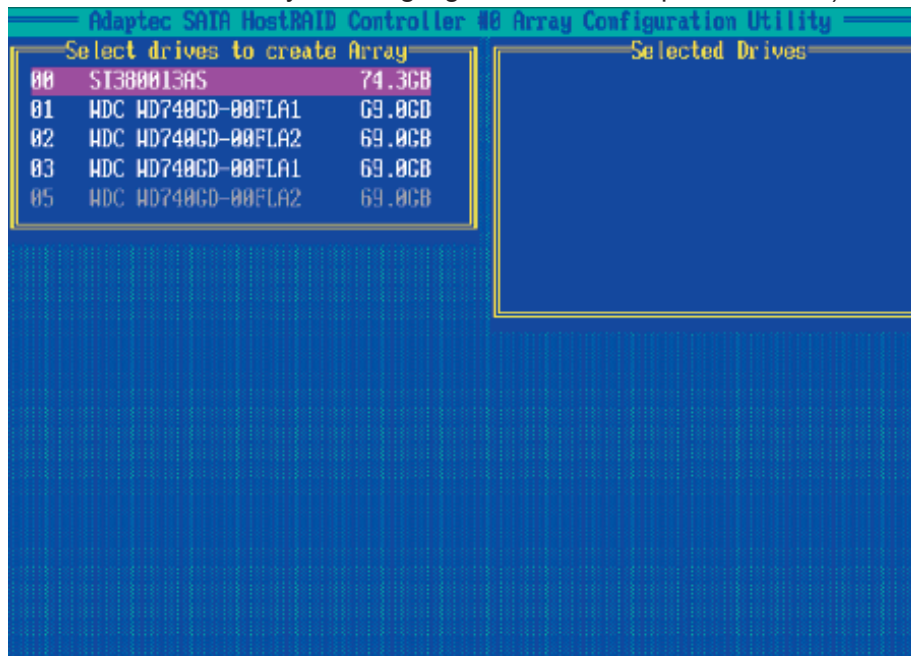 Adaptec SATA HostRAID Controller #0 Array Configuration Utility
Select drives to create Array
Selected Drives
00 ST380013AS 74.3GB
01 WDC WD740GD-00FLA1 69.0GB
02 WDC WD740GD-00FLA2 69.0GB
03 WDC WD740GD-00FLA1 69.0GB
05 WDC WD740GD-00FLA2 69.0GB